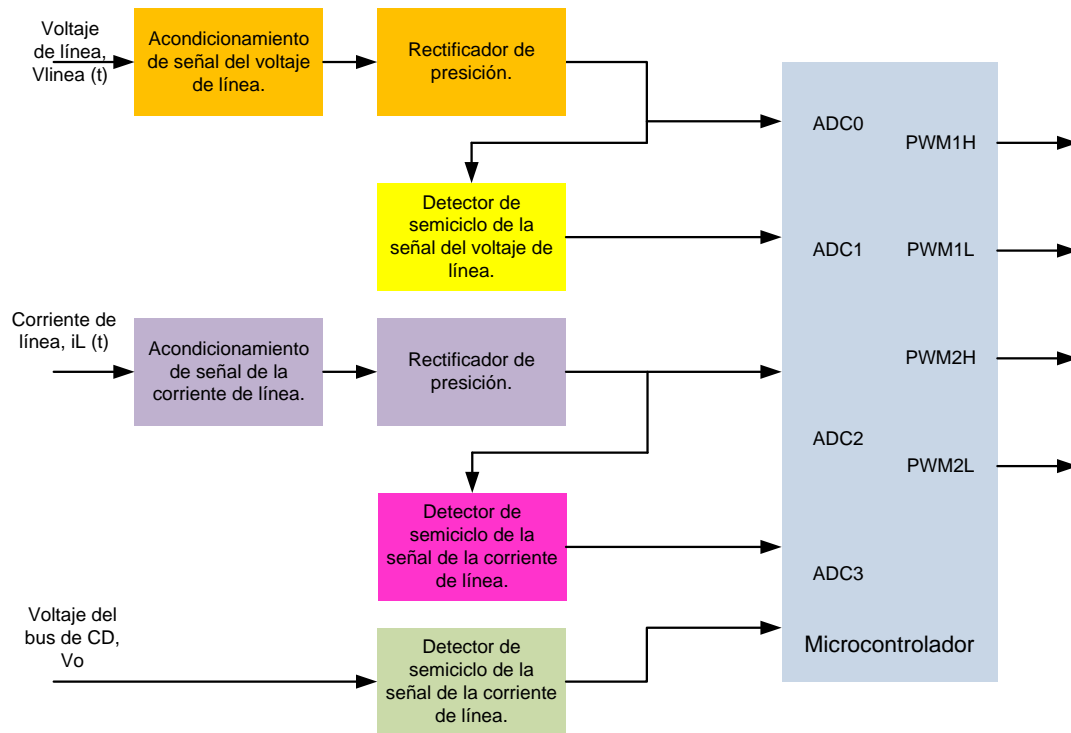 Voltaje
de línea,
Vlinea (t)
Acondicionamiento
de señal del voltaje
de línea.
Rectificador de
presición.
Detector de
semiciclo de la
señal del voltaje de
línea.
Corriente de
línea, iL (t)
Acondicionamiento
de señal de la
corriente de línea.
Rectificador de
presición.
Detector de
semiciclo de la
señal de la corriente
de línea.
Voltaje del
bus de CD,
Vo
Detector de
semiciclo de la
señal de la corriente
de línea.
ADC0
PWM1H
ADC1
PWM1L
PWM2H
ADC2
PWM2L
ADC3
Microcontrolador